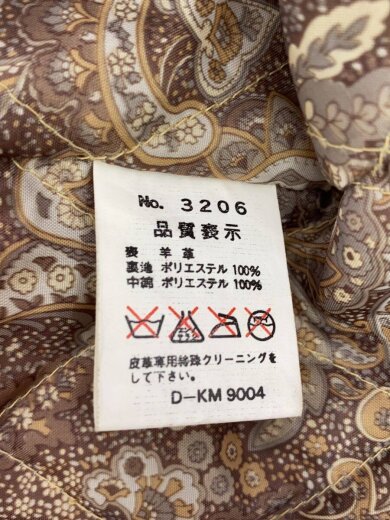 No. 3206
品質表示
表 羊革
裏地 ポリエステル 100%
中綿 ポリエステル 100%
皮革専用特殊クリーニングを
して下さい。
D-KM 9004